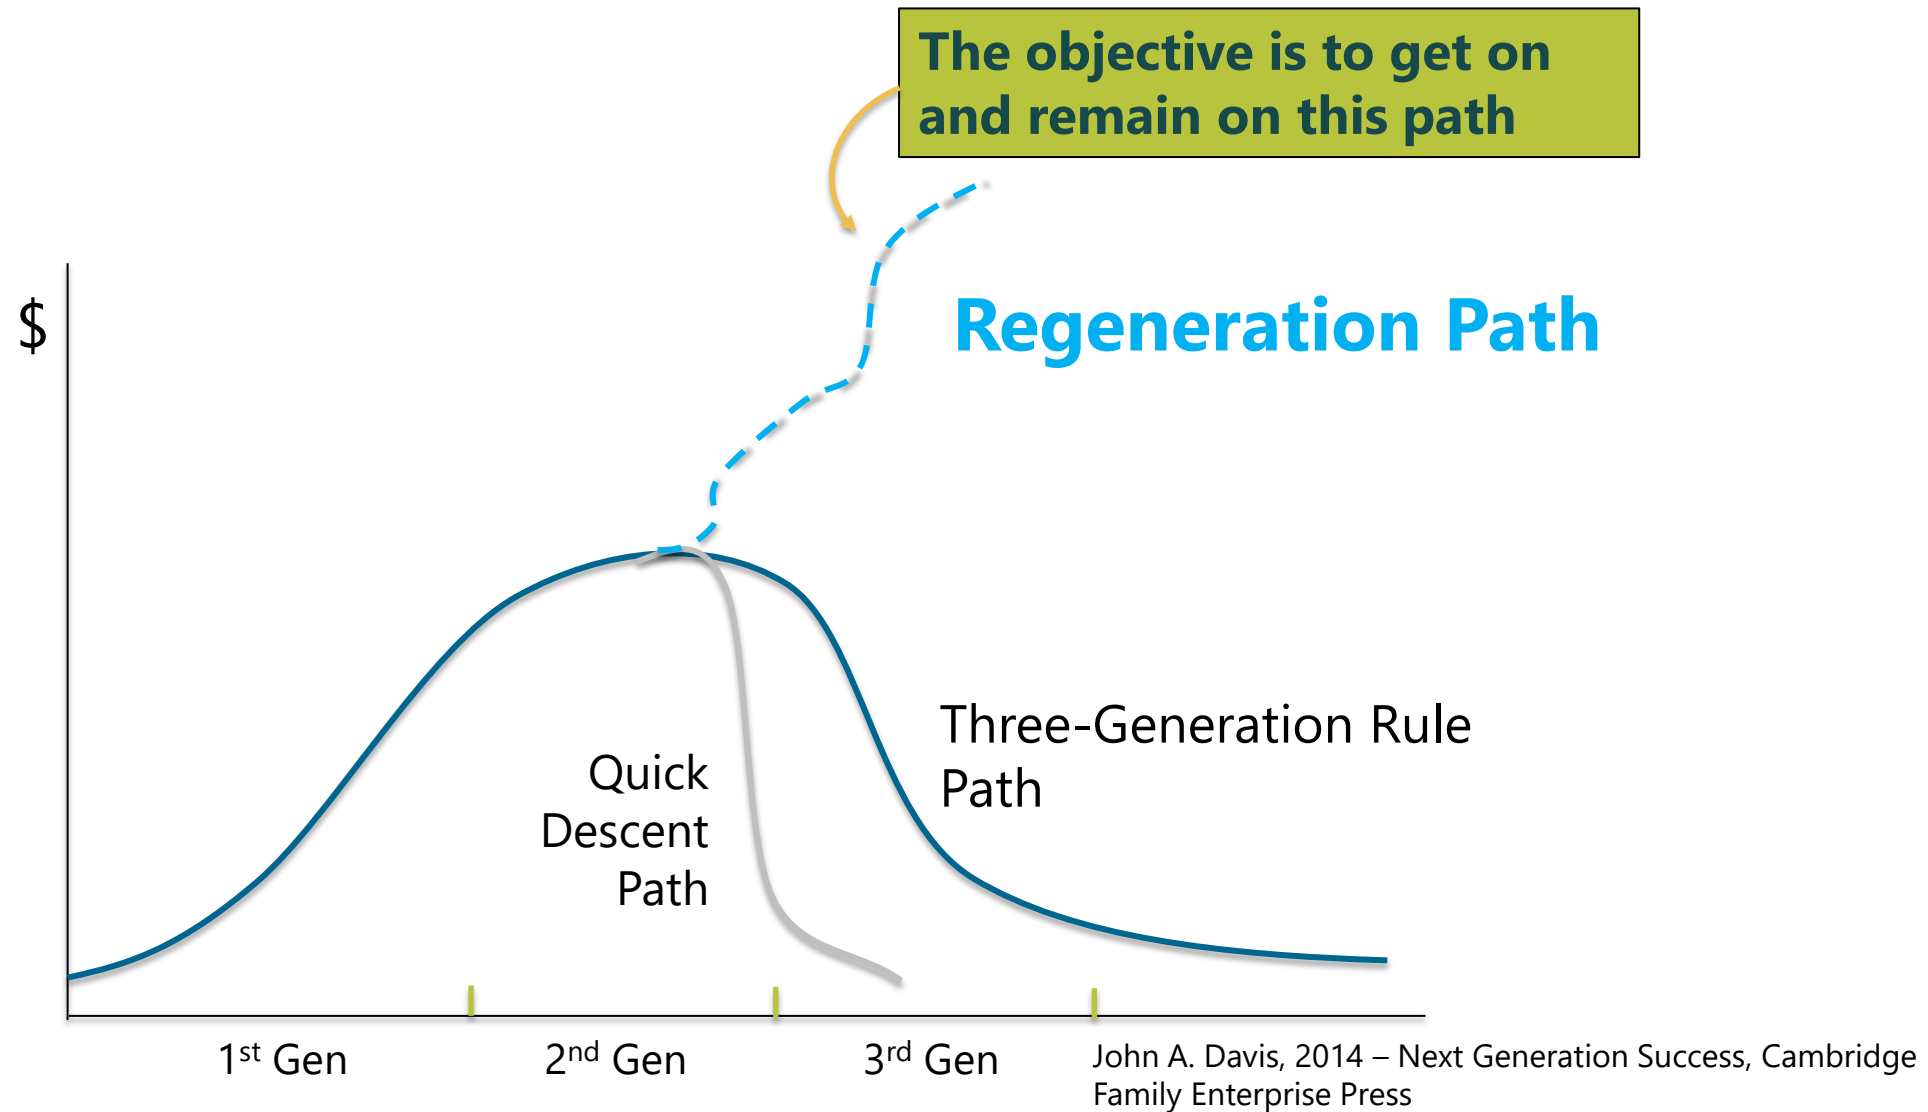 The objective is to get on
and remain on this path
$
Regeneration Path
Three-Generation Rule
Path
Quick
Descent
Path
1st Gen
2nd Gen
3rd Gen
John A. Davis, 2014 – Next Generation Success, Cambridge
Family Enterprise Press